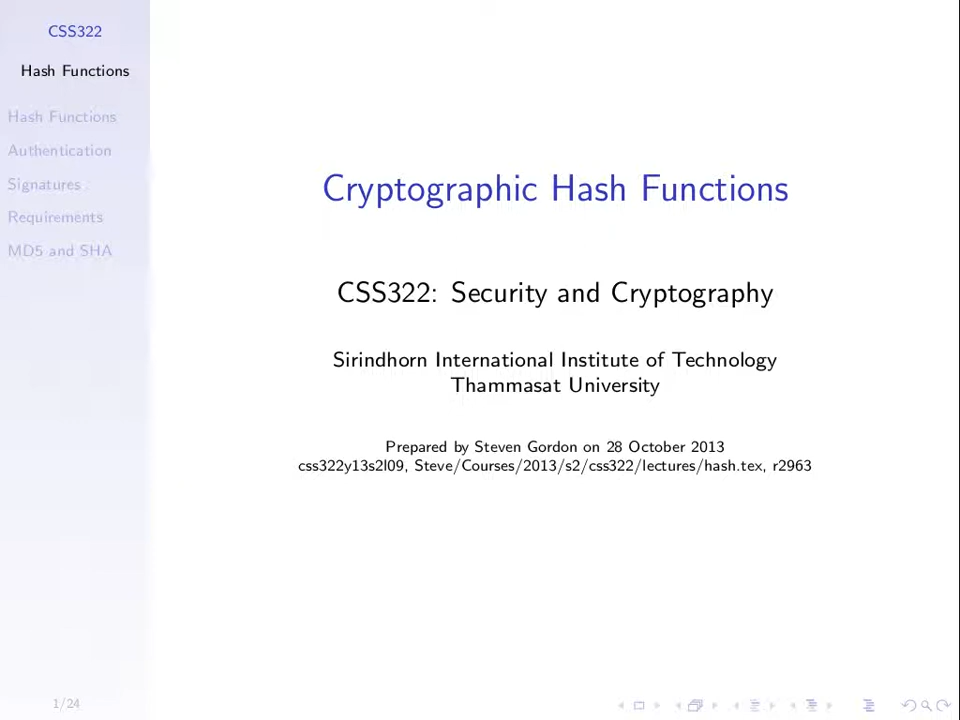 CSS322
Hash Functions
Hash Functions
Authentication
Signatures
Requirements
MD5 and SHA
Cryptographic Hash Functions
CSS322: Security and Cryptography
Sirindhorn International Institute of Technology
Thammasat University
Prepared by Steven Gordon on 28 October 2013
css322y13s2l09, Steve/Courses/2013/s2/css322/lectures/hash.tex, r2963
1/24